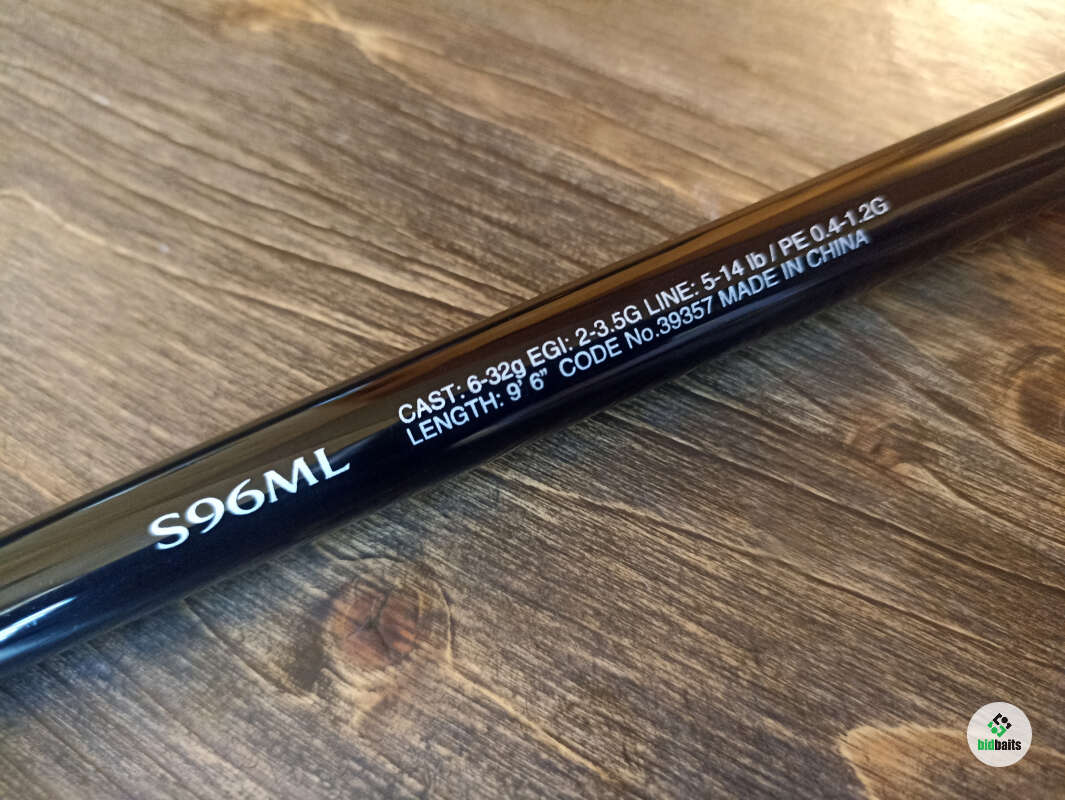 S96ML
CAST: 6-32g EGI: 2-3.5G LINE: 5-14 lb / PE 0.4-1.2G
LENGTH: 9' 6” CODE No.39357 MADE IN CHINA
bidbaits